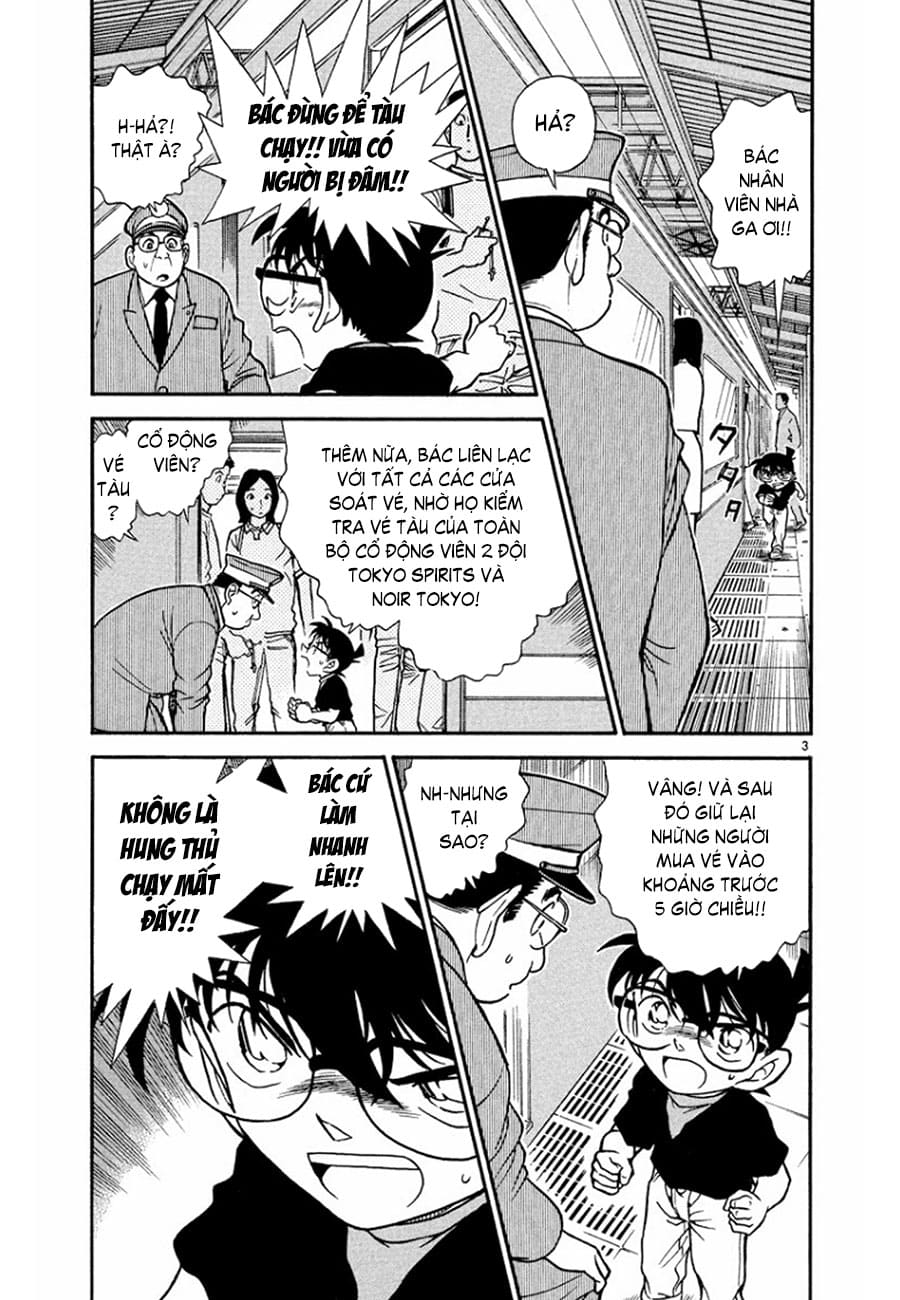 BÁC
NHÂN
VIÊN NHÀ
GA ƠI!!
HẢ?
タタタ
BÁC ĐỪNG ĐỂ TÀU
CHẠY!! VỪA CÓ
NGƯỜI BỊ ĐÂM!!
H-HẢ?!
THẬT À?
THÊM NỮA, BÁC LIÊN LẠC
VỚI TẤT CẢ CÁC CỬA
SOÁT VÉ, NHỜ HỌ KIỂM
TRA VÉ TÀU CỦA TOÀN
BỘ CỔ ĐỘNG VIÊN 2 ĐỘI
TOKYO SPIRITS VÀ
NOIR TOKYO!
CỔ ĐỘNG
VIÊN?
VÉ
TÀU
?
3
VÂNG! VÀ SAU
ĐÓ GIỮ LẠI
NHỮNG NGƯỜI
MUA VÉ VÀO
KHOẢNG TRƯỚC
5 GIỜ CHIỀU!!
NH-NHƯNG
TẠI
SAO?
BÁC CỨ
LÀM
NHANH
LÊN!!
KHÔNG LÀ
HUNG THỦ
CHẠY MẤT
ĐẤY!!